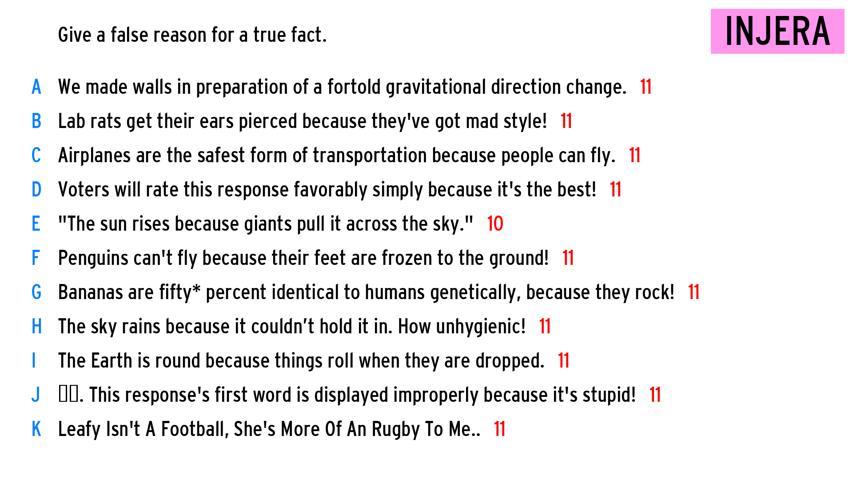 Give a false reason for a true fact.
INJERA
A We made walls in preparation of a fortold gravitational direction change. 11
B Lab rats get their ears pierced because they've got mad style! 11
C Airplanes are the safest form of transportation because people can fly. 11
D Voters will rate this response favorably simply because it's the best! 11
E "The sun rises because giants pull it across the sky." 10
F Penguins can't fly because their feet are frozen to the ground! 11
G Bananas are fifty* percent identical to humans genetically, because they rock! 11
H The sky rains because it couldn’t hold it in. How unhygienic! 11
I The Earth is round because things roll when they are dropped. 11
J ▯▯. This response's first word is displayed improperly because it's stupid! 11
K Leafy Isn't A Football, She's More Of An Rugby To Me.. 11